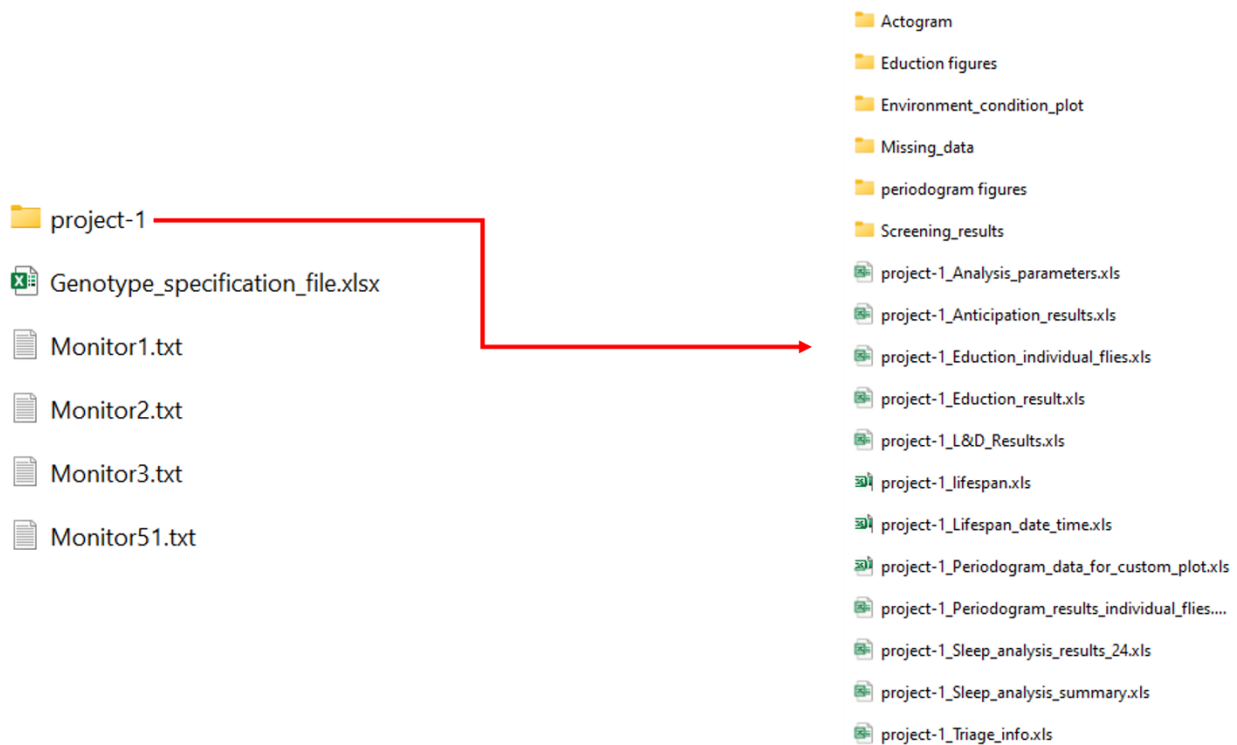 project-1
Genotype_specification_file.xlsx
Monitor1.txt
Monitor2.txt
Monitor3.txt
Monitor51.txt
Actogram
Eduction figures
Environment_condition_plot
Missing_data
periodogram figures
Screening_results
project-1_Analysis_parameters.xls
project-1_Anticipation_results.xls
project-1_Eduction_individual_flies.xls
project-1_Eduction_result.xls
project-1_L&D_Results.xls
project-1_lifespan.xls
project-1_Lifespan_date_time.xls
project-1_Periodogram_data_for_custom_plot.xls
project-1_Periodogram_results_individual_flies....
project-1_Sleep_analysis_results_24.xls
project-1_Sleep_analysis_summary.xls
project-1_Triage_info.xls